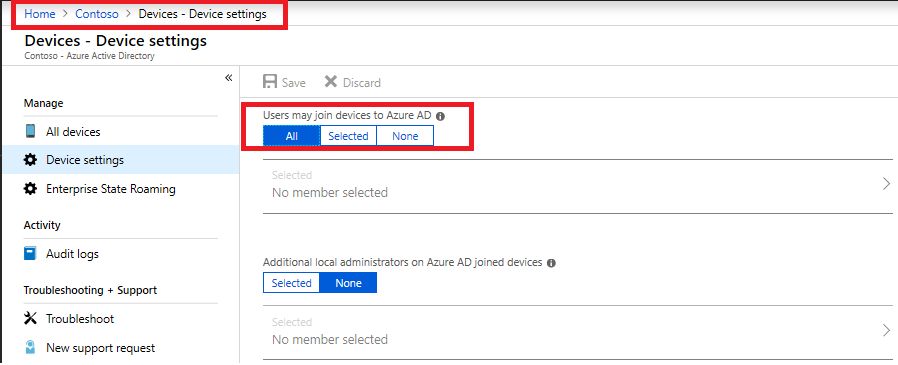 Home > Contoso > Devices - Device settings
Devices - Device settings
Contoso - Azure Active Directory
«
Save Discard
Manage
All devices
Device settings
Enterprise State Roaming
Activity
Audit logs
Troubleshooting + Support
Troubleshoot
New support request
Users may join devices to Azure AD
All Selected None
Selected
No member selected
Additional local administrators on Azure AD joined devices
Selected None
Selected
No member selected